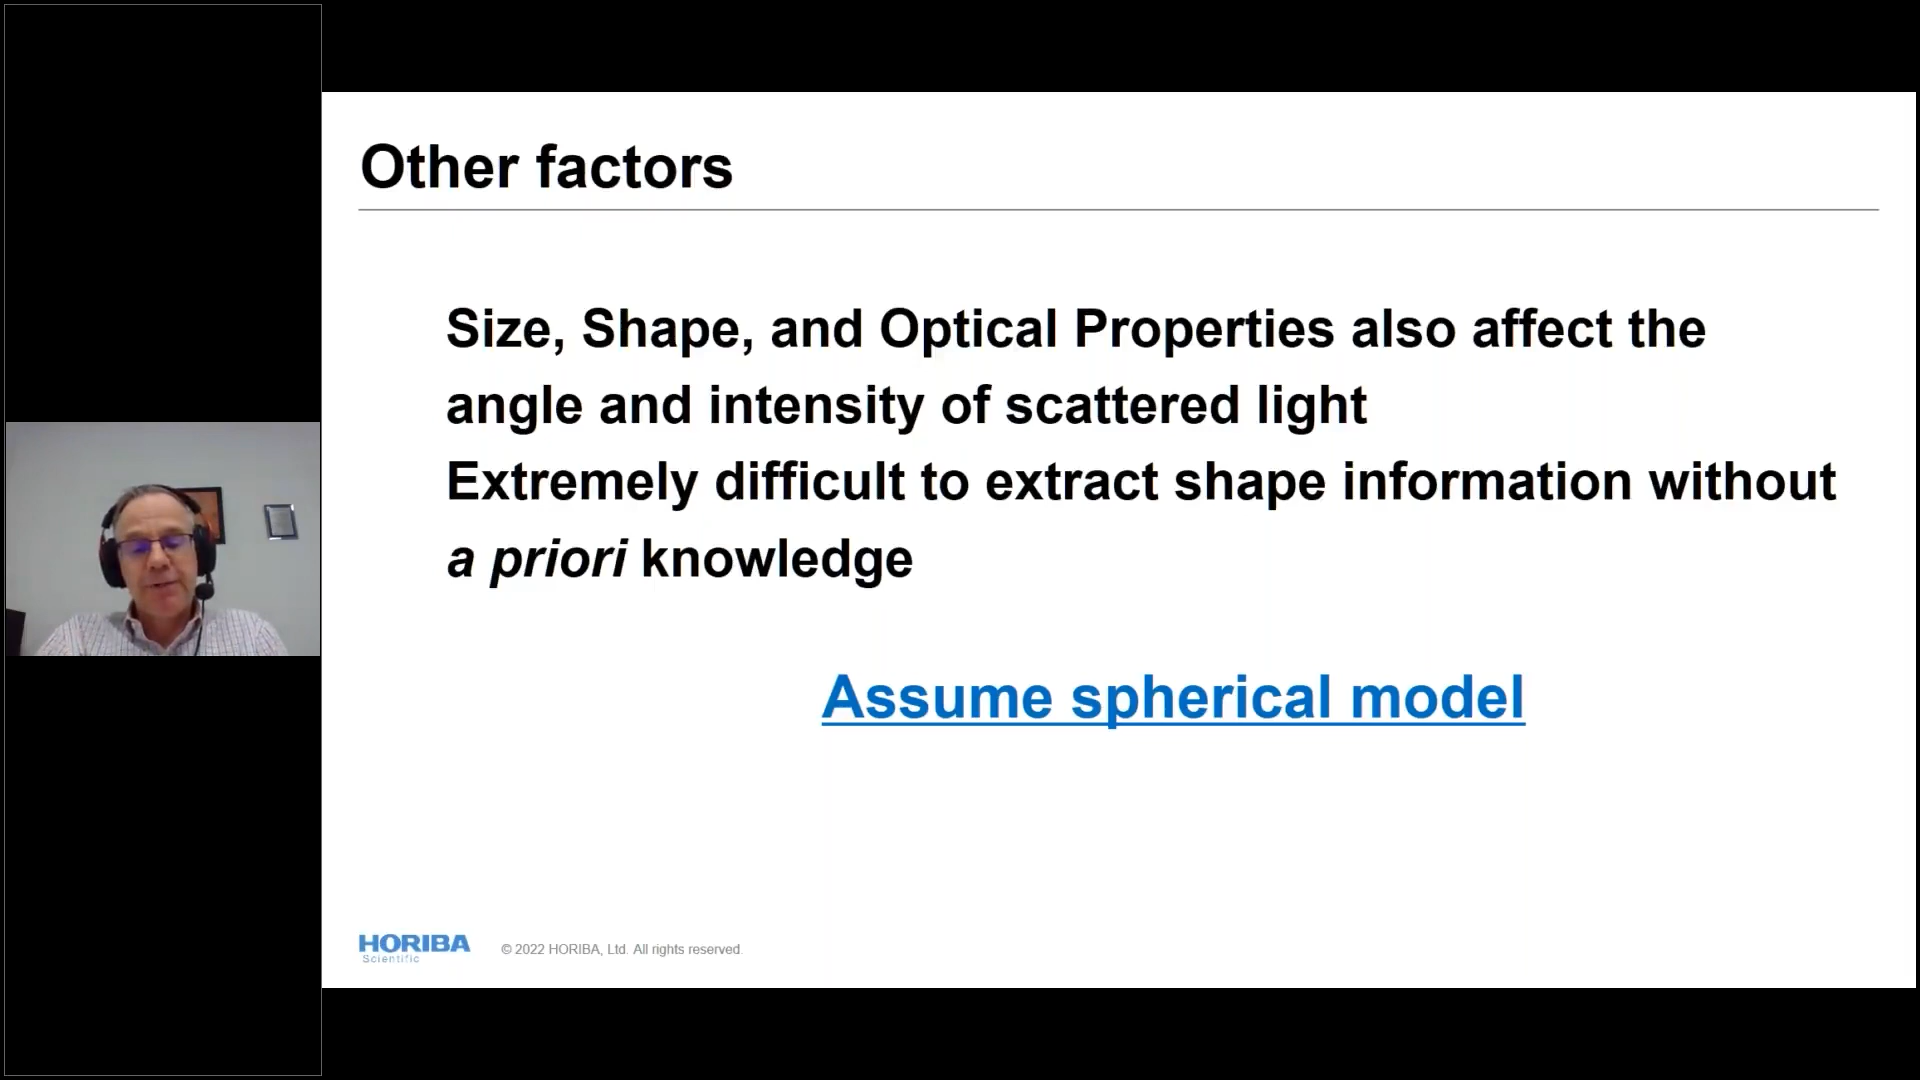 Other factors
Size, Shape, and Optical Properties also affect the
angle and intensity of scattered light
Extremely difficult to extract shape information without
a priori knowledge
Assume spherical model
HORIBA
Scientific
© 2022 HORIBA, Ltd. All rights reserved.